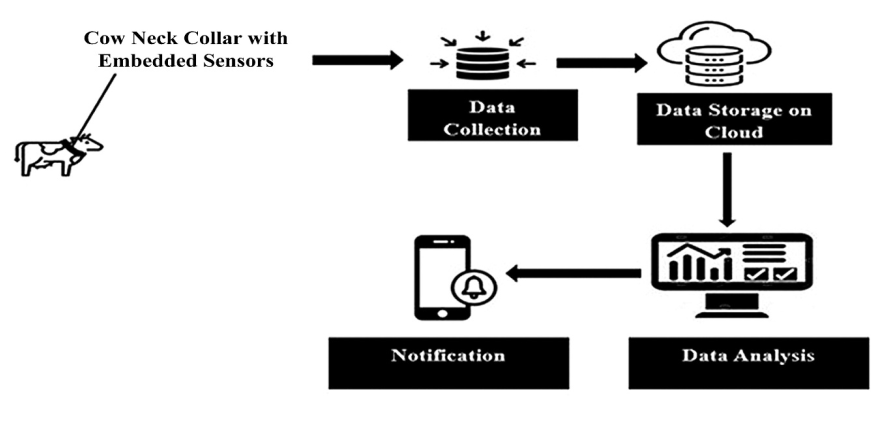 Cow Neck Collar with
Embedded Sensors
Data
Collection
Data Storage on
Cloud
Notification
Data Analysis